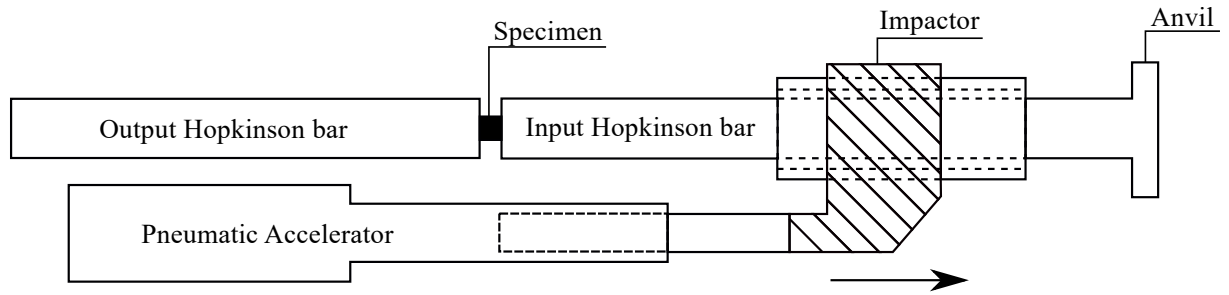 Specimen
Impactor
Anvil
Output Hopkinson bar
Input Hopkinson bar
Pneumatic Accelerator